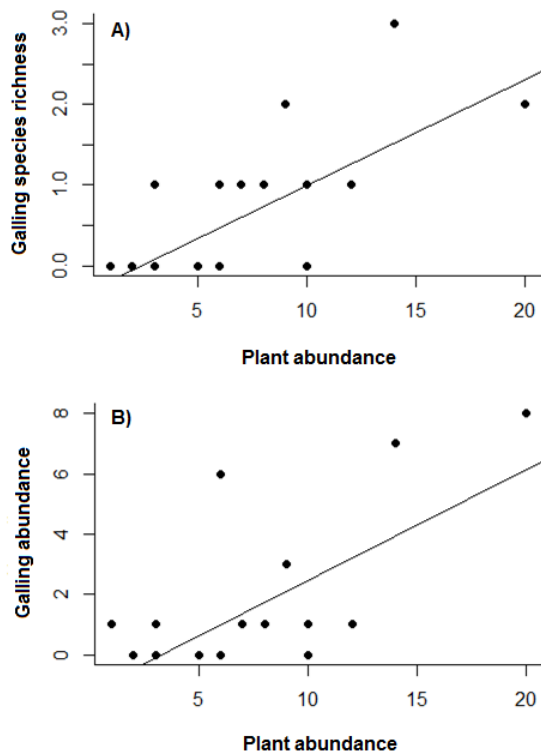 A)
Galling species richness
3.0
2.0
1.0
0.0
5 10 15 20
Plant abundance
B)
Galling abundance
8
6
4
2
0
5 10 15 20
Plant abundance